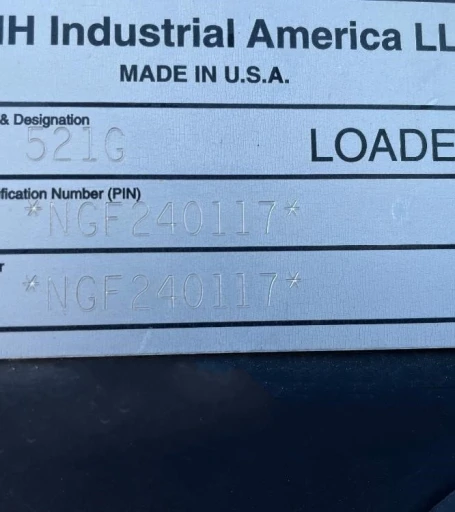 IH Industrial America LL
MADE IN U.S.A.
& Designation
521G LOADE
fication Number (PIN)
*NGF240117*
r
*NGF240117*